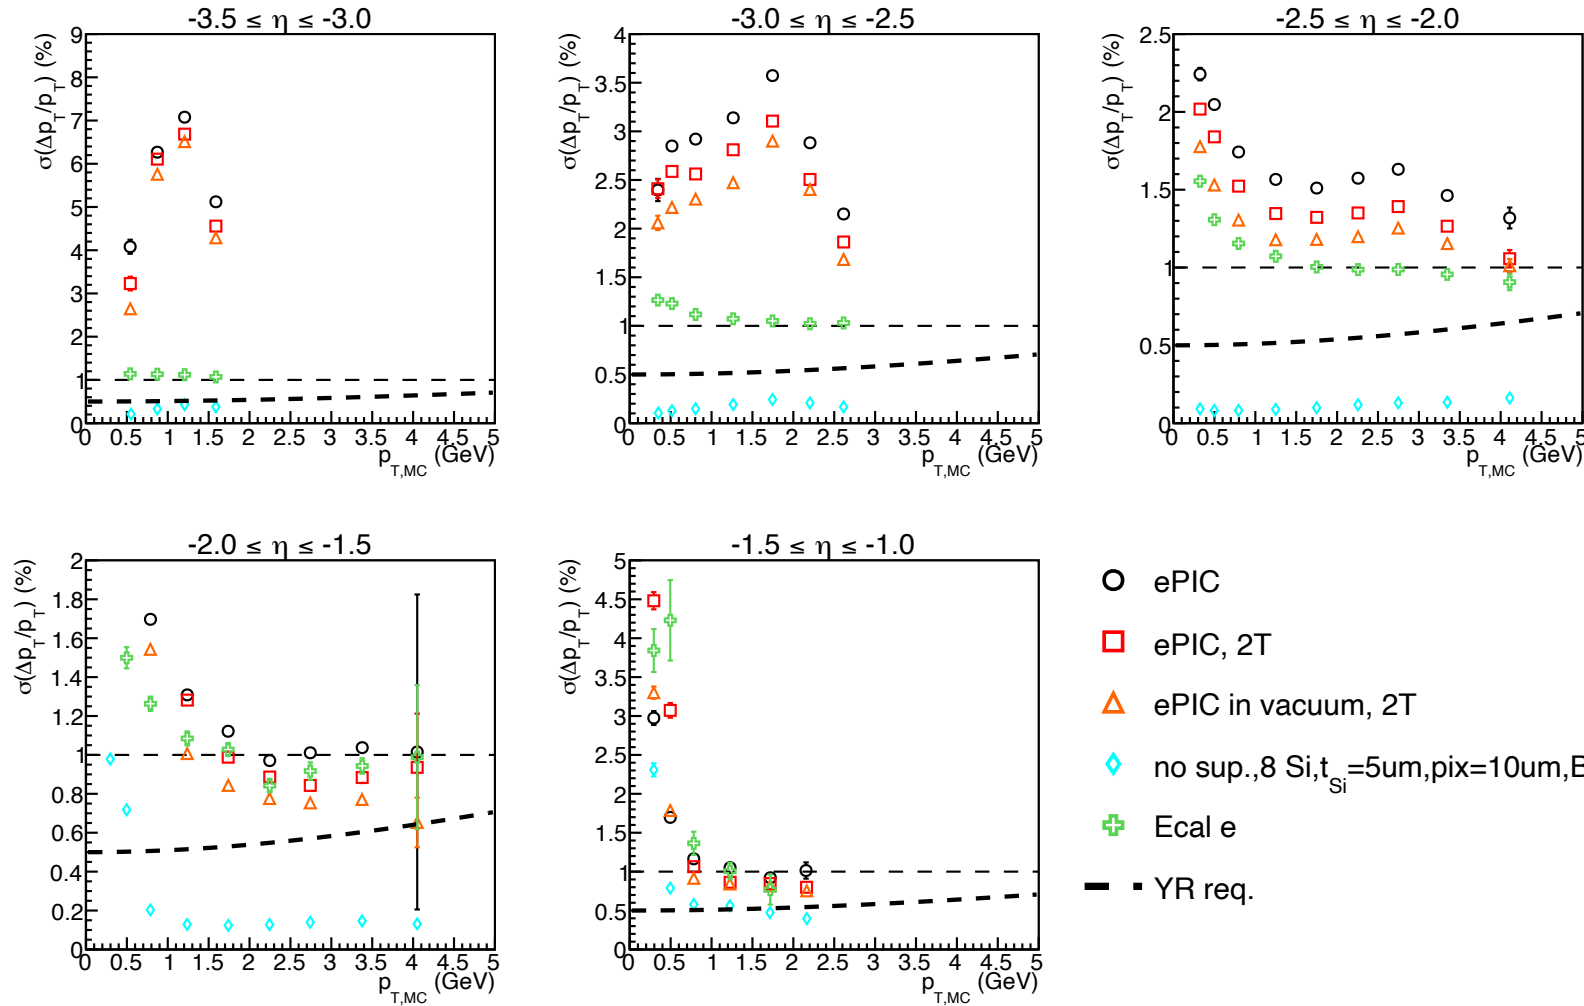 -3.5 ≤ η ≤ -3.0
σ(Δp_T/p_T) (%)
9
8
7
6
5
4
3
2
1
0
0 0.5 1 1.5 2 2.5 3 3.5 4 4.5 5
p_T,MC (GeV)
-3.0 ≤ η ≤ -2.5
σ(Δp_T/p_T) (%)
4
3.5
3
2.5
2
1.5
1
0.5
0
0 0.5 1 1.5 2 2.5 3 3.5 4 4.5 5
p_T,MC (GeV)
-2.5 ≤ η ≤ -2.0
σ(Δp_T/p_T) (%)
2.5
2
1.5
1
0.5
0
0 0.5 1 1.5 2 2.5 3 3.5 4 4.5 5
p_T,MC (GeV)
-2.0 ≤ η ≤ -1.5
σ(Δp_T/p_T) (%)
2
1.8
1.6
1.4
1.2
1
0.8
0.6
0.4
0.2
0
0 0.5 1 1.5 2 2.5 3 3.5 4 4.5 5
p_T,MC (GeV)
-1.5 ≤ η ≤ -1.0
σ(Δp_T/p_T) (%)
5
4.5
4
3.5
3
2.5
2
1.5
1
0.5
0
0 0.5 1 1.5 2 2.5 3 3.5 4 4.5 5
p_T,MC (GeV)
ePIC
ePIC, 2T
ePIC in vacuum, 2T
no sup.,8 Si,t_Si=5um,pix=10um,B
Ecal e
YR req.